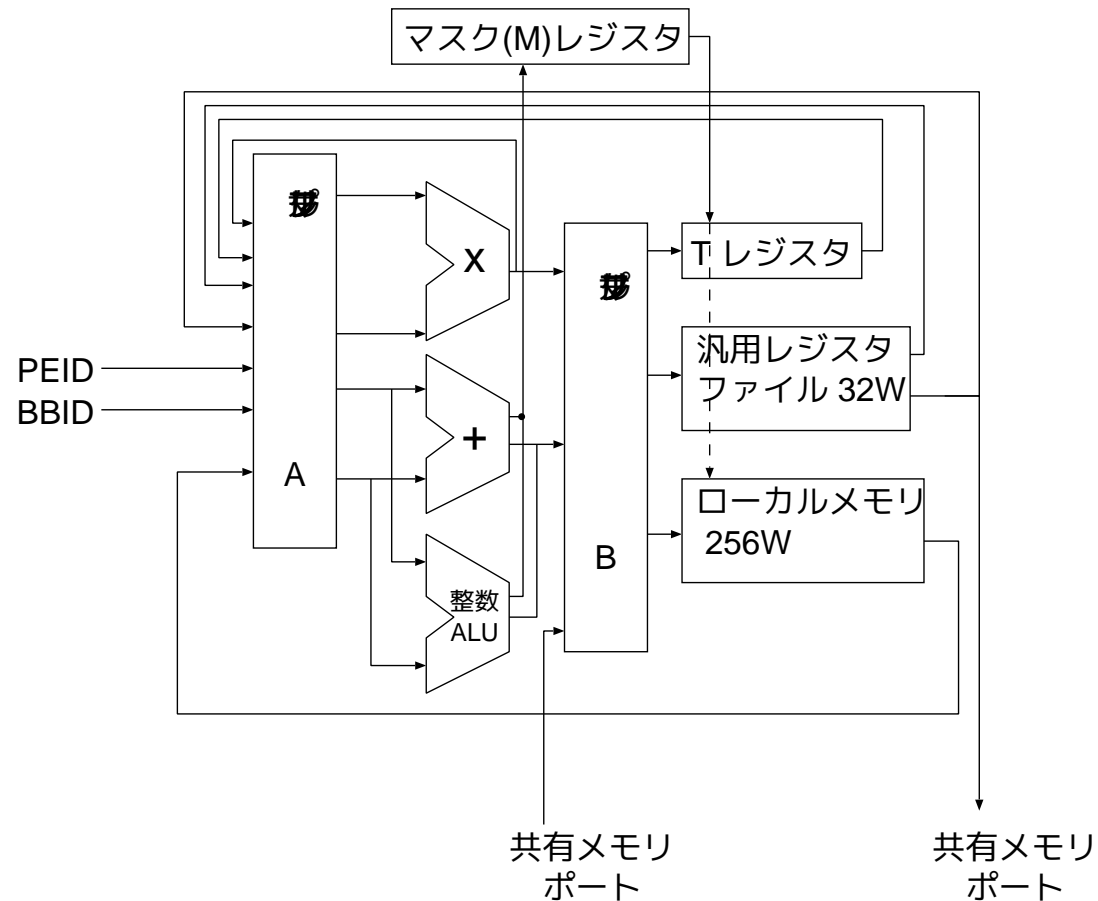 マスク(M)レジスタ
X
T レジスタ
汎用レジスタ
ファイル 32W
PEID
BBID
+
A
ローカルメモリ
256W
B
整数
ALU
共有メモリ
ポート
共有メモリ
ポート